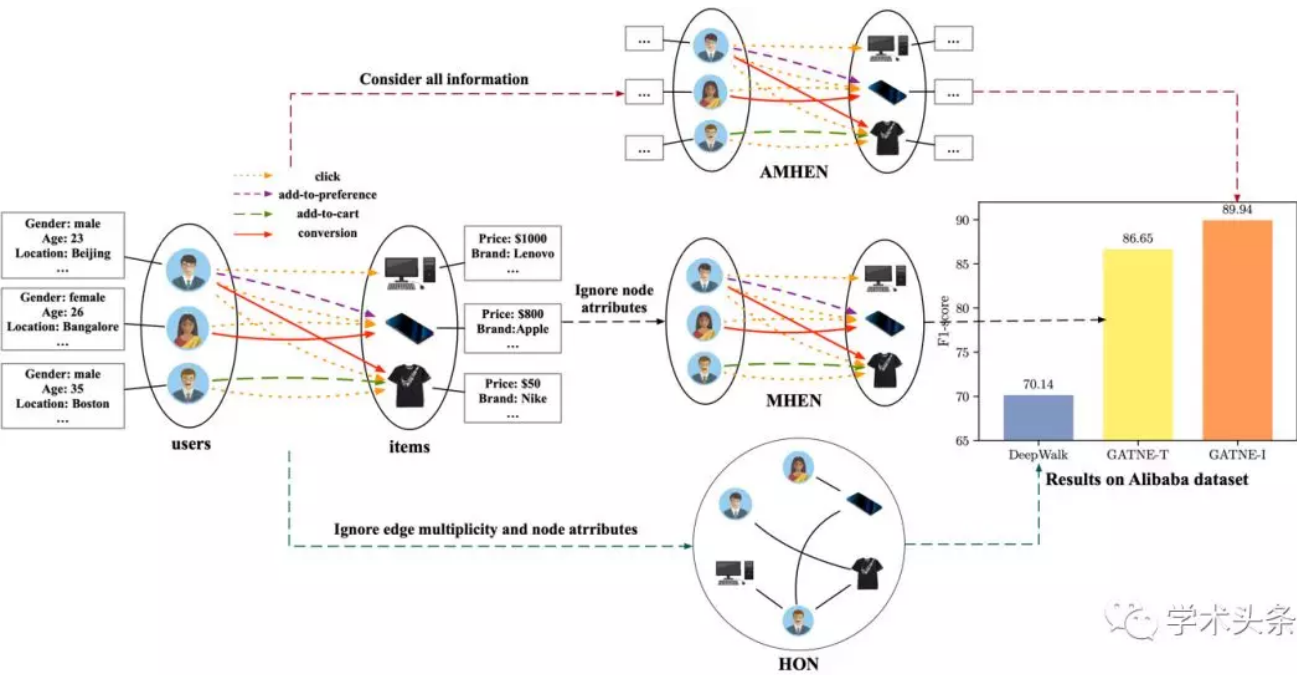 ...
...
...
...
...
...
AMHEN
Consider all information
click
add-to-preference
add-to-cart
conversion
Gender: male
Age: 23
Location: Beijing
...
Gender: female
Age: 26
Location: Bangalore
...
Gender: male
Age: 35
Location: Boston
...
users
items
Price: $1000
Brand: Lenovo
...
Price: $800
Brand:Apple
...
Price: $50
Brand: Nike
...
Ignore node
atrributes
MHEN
F1-score
90
85
80
75
70
65
70.14
86.65
89.94
DeepWalk
GATNE-T
GATNE-I
Results on Alibaba dataset
Ignore edge multiplicity and node atrributes
HON
学术头条